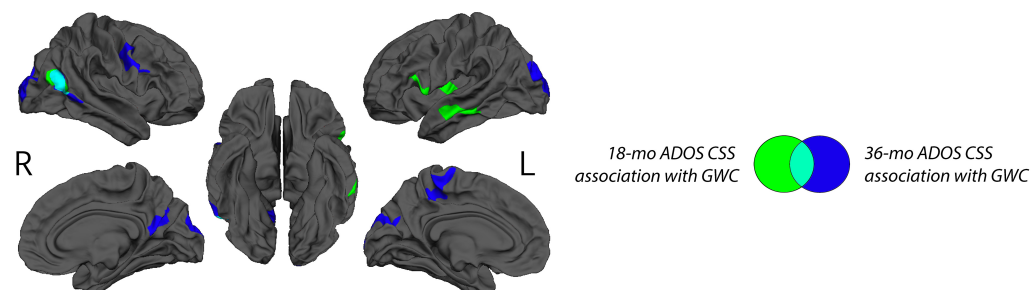 R
L
18-mo ADOS CSS
association with GWC
36-mo ADOS CSS
association with GWC